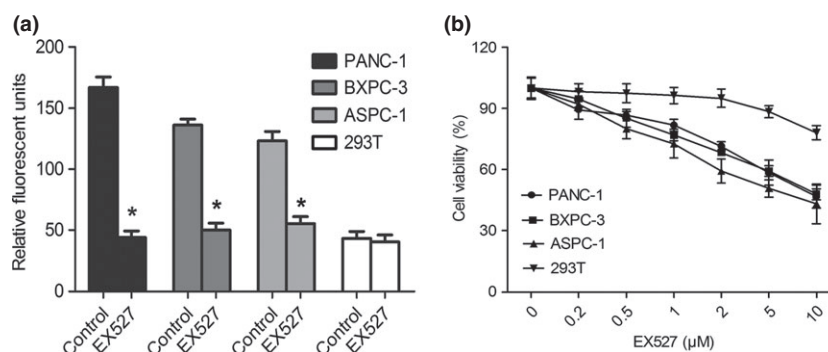 (a)
Relative fluorescent units
200
150
100
50
0
PANC-1
BXPC-3
ASPC-1
293T
*
*
*
Control
EX527
Control
EX527
Control
EX527
Control
EX527
(b)
Cell viability (%)
120
90
60
30
0
PANC-1
BXPC-3
ASPC-1
293T
0
0.2
0.5
1
2
5
10
EX527 (μM)